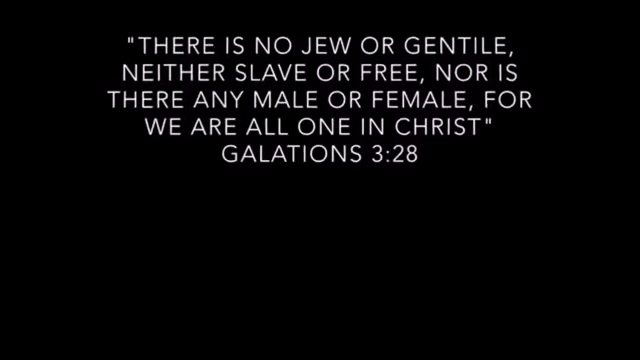 "THERE IS NO JEW OR GENTILE,
NEITHER SLAVE OR FREE, NOR IS
THERE ANY MALE OR FEMALE, FOR
WE ARE ALL ONE IN CHRIST"
GALATIONS 3:28